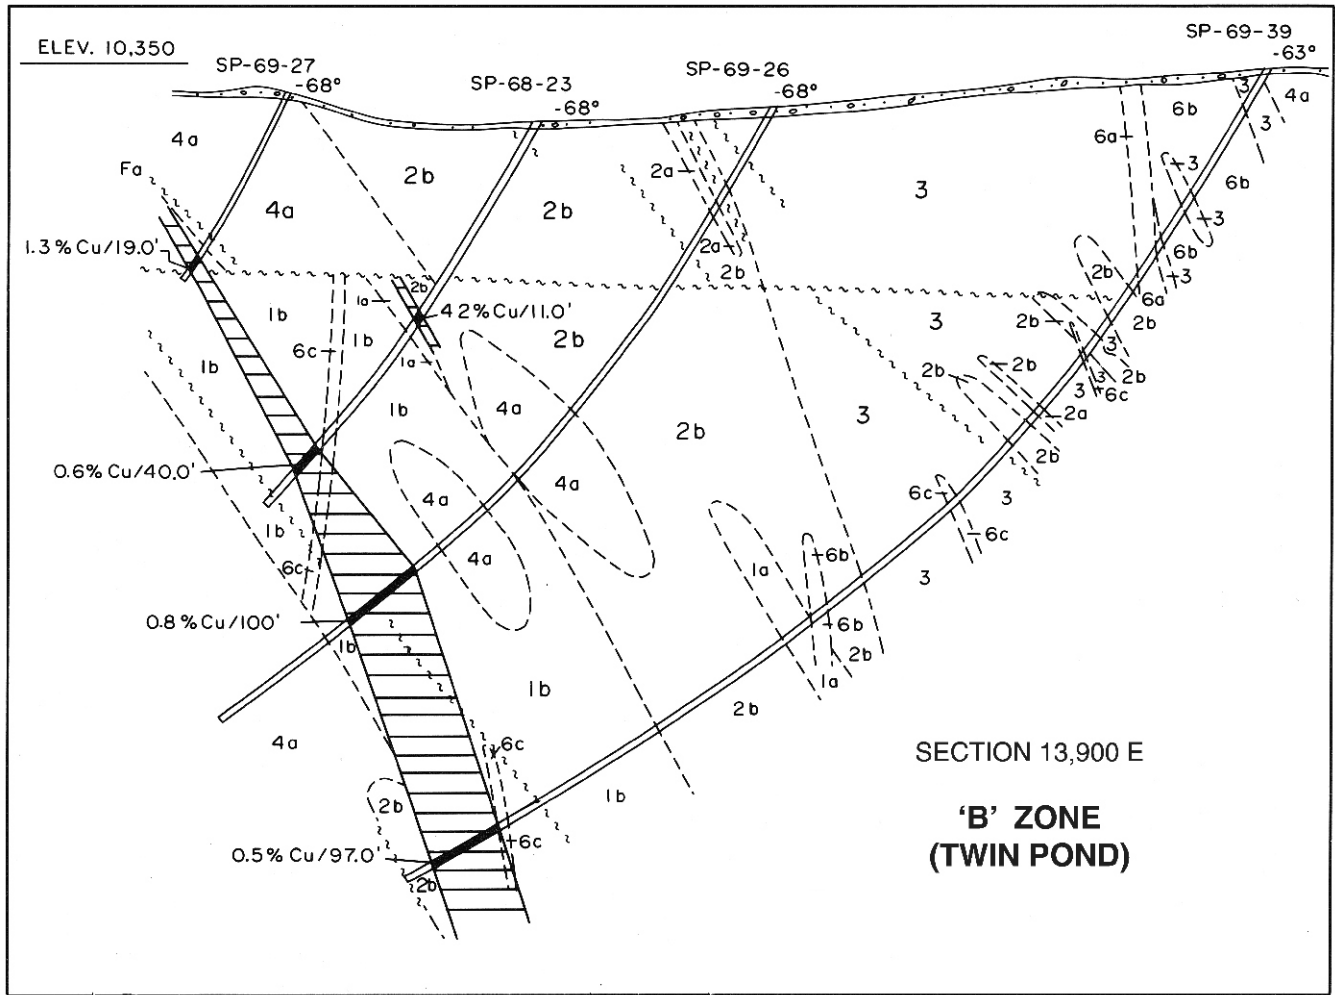 ELEV. 10,350
SP-69-27
-68°
SP-68-23
-68°
SP-69-26
-68°
SP-69-39
-63°
4a
Fa
4a
2b
2b
2a
2a
2b
3
6a
6b
3
4a
3
6b
3
3
6b
3
6a
2b
2b
1.3 % Cu/19.0'
1b
1b
6c
1b
1a
2b
4.2% Cu/11.0'
1a
2b
3
2b
3
2b
3
3
6c
2b
2b
2a
2b
3
1b
4a
4a
4a
4a
2b
3
0.6% Cu/40.0'
1b
6c
6c
6c
3
1a
6b
6b
2b
1a
0.8% Cu/100'
1b
1b
2b
4a
6c
1b
2b
6c
0.5% Cu/97.0'
2b
SECTION 13,900 E
'B' ZONE
(TWIN POND)